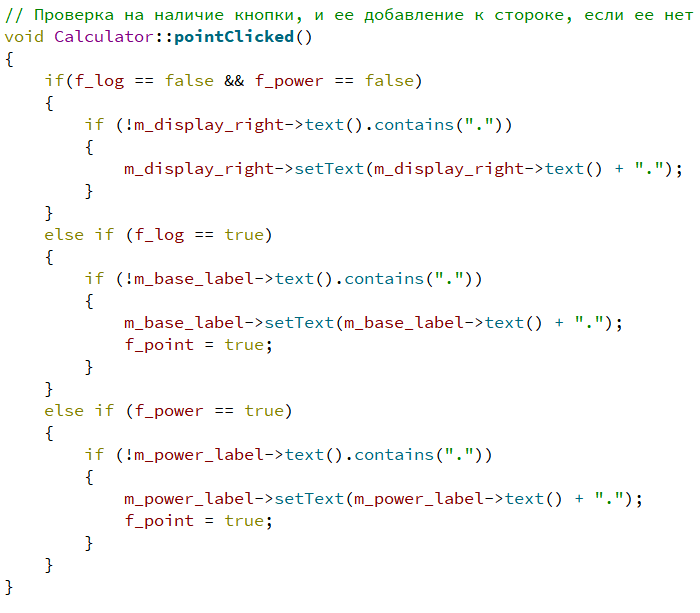 // Проверка на наличие кнопки, и ее добавление к стороке, если ее нет
void Calculator::pointClicked()
{
    if(f_log == false && f_power == false)
    {
        if (!m_display_right->text().contains("."))
        {
            m_display_right->setText(m_display_right->text() + ".");
        }
    }
    else if (f_log == true)
    {
        if (!m_base_label->text().contains("."))
        {
            m_base_label->setText(m_base_label->text() + ".");
            f_point = true;
        }
    }
    else if (f_power == true)
    {
        if (!m_power_label->text().contains("."))
        {
            m_power_label->setText(m_power_label->text() + ".");
            f_point = true;
        }
    }
}